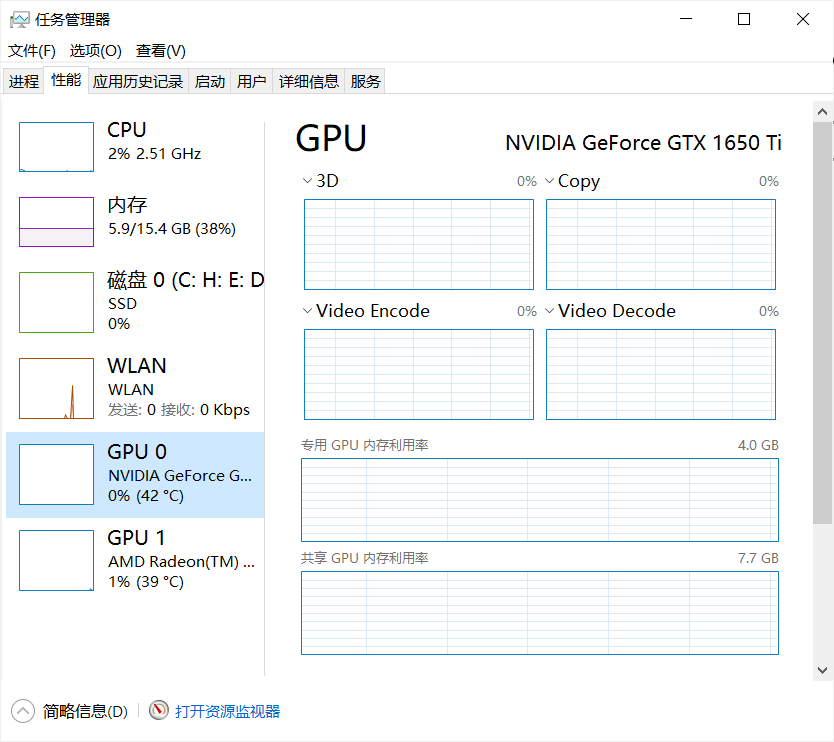 任务管理器
文件(F) 选项(O) 查看(V)
进程 性能 应用历史记录 启动 用户 详细信息 服务
CPU
2% 2.51 GHz
内存
5.9/15.4 GB (38%)
磁盘 0 (C: H: E: D
SSD
0%
WLAN
WLAN
发送: 0 接收: 0 Kbps
GPU 0
NVIDIA GeForce G...
0% (42 °C)
GPU 1
AMD Radeon(TM) ...
1% (39 °C)
GPU NVIDIA GeForce GTX 1650 Ti
3D 0% Copy 0%
Video Encode 0% Video Decode 0%
专用 GPU 内存利用率 4.0 GB
共享 GPU 内存利用率 7.7 GB
简略信息(D) 打开资源监视器